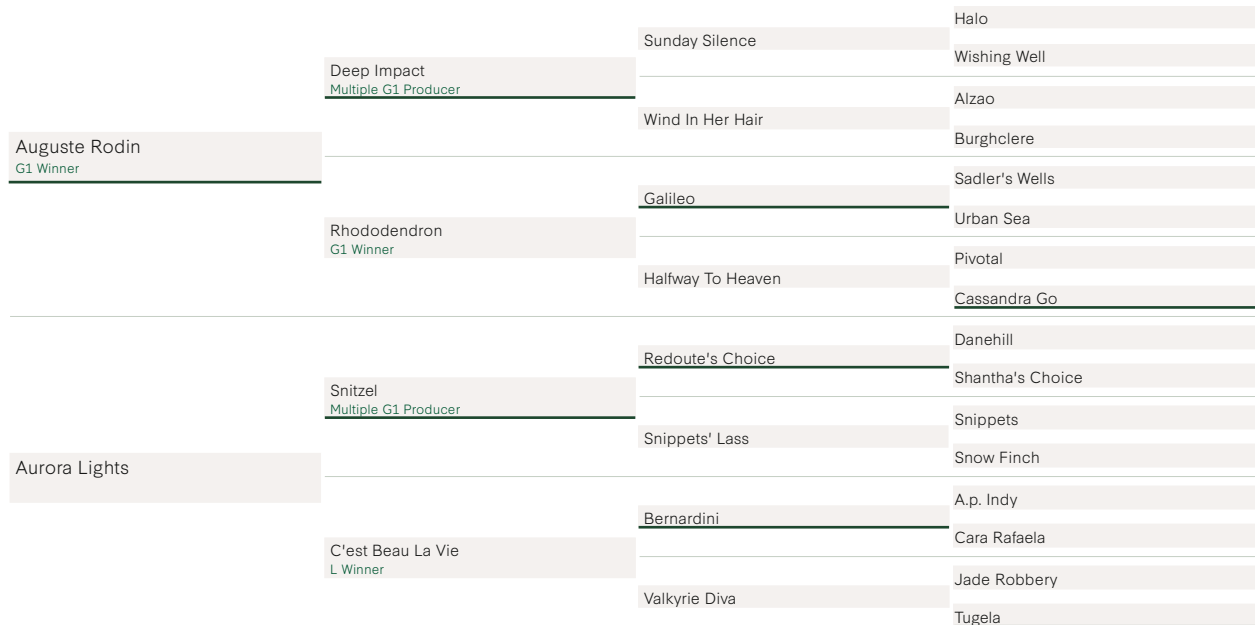 Auguste Rodin
G1 Winner
Deep Impact
Multiple G1 Producer
Sunday Silence
Halo
Wishing Well
Wind In Her Hair
Alzao
Burghclere
Rhododendron
G1 Winner
Galileo
Sadler's Wells
Urban Sea
Halfway To Heaven
Pivotal
Cassandra Go
Aurora Lights
Snitzel
Multiple G1 Producer
Redoute's Choice
Danehill
Shantha's Choice
Snippets' Lass
Snippets
Snow Finch
C'est Beau La Vie
L Winner
Bernardini
A.p. Indy
Cara Rafaela
Valkyrie Diva
Jade Robbery
Tugela